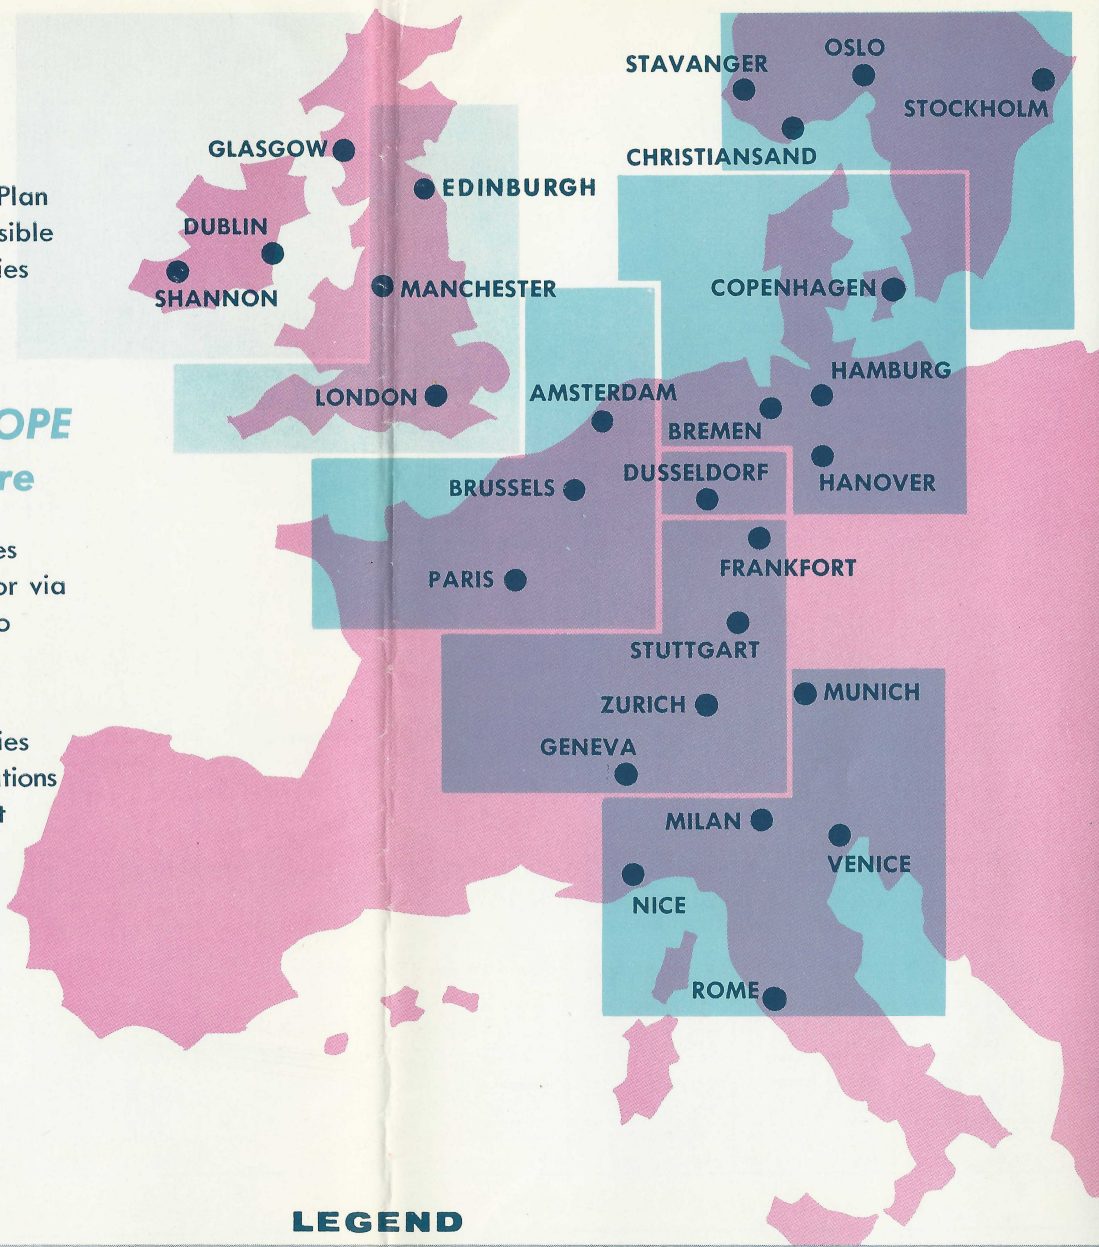 Plan
sible
ies
OPE
re
es
or via
o
ies
tions
t
STAVANGER
OSLO
STOCKHOLM
CHRISTIANSAND
GLASGOW
EDINBURGH
DUBLIN
SHANNON
MANCHESTER
COPENHAGEN
LONDON
AMSTERDAM
HAMBURG
BREMEN
BRUSSELS
DUSSELDORF
HANOVER
PARIS
FRANKFORT
STUTTGART
ZURICH
MUNICH
GENEVA
MILAN
VENICE
NICE
ROME
LEGEND